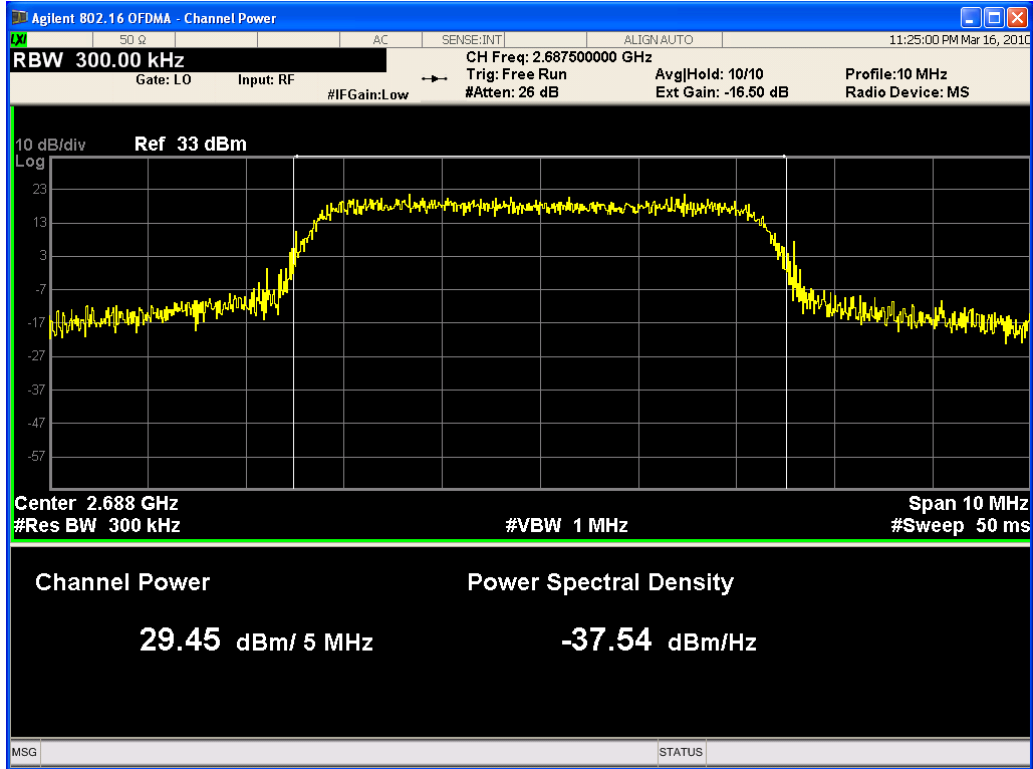 Agilent 802.16 OFDMA - Channel Power
LXI 50 Ω AC SENSE:INT ALIGN AUTO 11:25:00 PM Mar 16, 2010
RBW 300.00 kHz
CH Freq: 2.687500000 GHz
Gate: LO Input: RF Trig: Free Run Avg|Hold: 10/10 Profile:10 MHz
#IFGain:Low #Atten: 26 dB Ext Gain: -16.50 dB Radio Device: MS
10 dB/div Ref 33 dBm
Log
23
13
3
-7
-17
-27
-37
-47
-57
Center 2.688 GHz Span 10 MHz
#Res BW 300 kHz #VBW 1 MHz #Sweep 50 ms
Channel Power Power Spectral Density
29.45 dBm/ 5 MHz -37.54 dBm/Hz
MSG STATUS